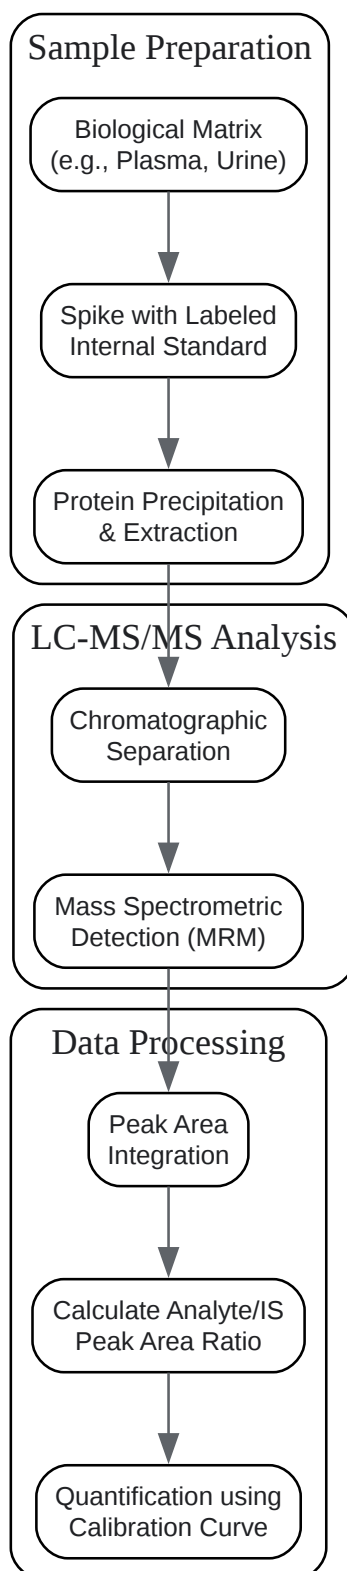 Sample Preparation
Biological Matrix
(e.g., Plasma, Urine)
Spike with Labeled
Internal Standard
Protein Precipitation
& Extraction
LC-MS/MS Analysis
Chromatographic
Separation
Mass Spectrometric
Detection (MRM)
Data Processing
Peak Area
Integration
Calculate Analyte/IS
Peak Area Ratio
Quantification using
Calibration Curve